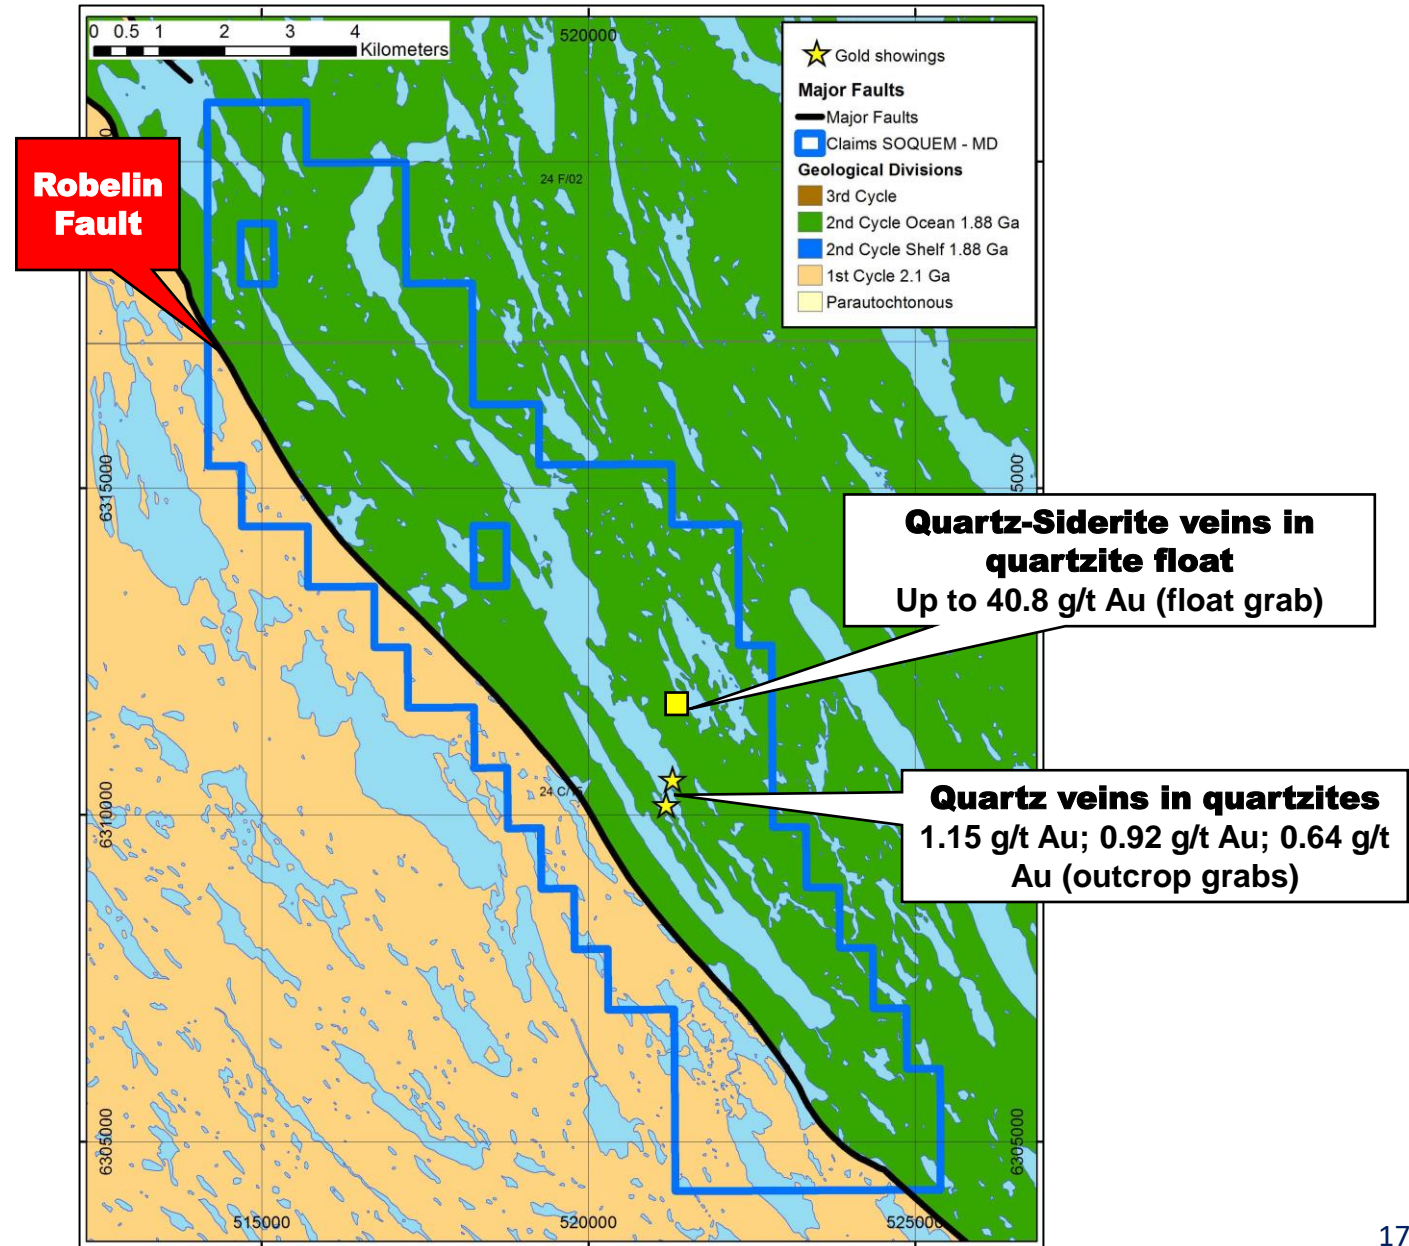 0 0.5 1 2 3 4
Kilometers
520000
Gold showings
Major Faults
Major Faults
Claims SOQUEM - MD
Geological Divisions
3rd Cycle
2nd Cycle Ocean 1.88 Ga
2nd Cycle Shelf 1.88 Ga
1st Cycle 2.1 Ga
Parautochtonous
Robelin
Fault
24 F/02
6315000
5000
Quartz-Siderite veins in
quartzite float
Up to 40.8 g/t Au (float grab)
24 C/15
6310000
Quartz veins in quartzites
1.15 g/t Au; 0.92 g/t Au; 0.64 g/t
Au (outcrop grabs)
6305000
6305000
515000
520000
525000
17